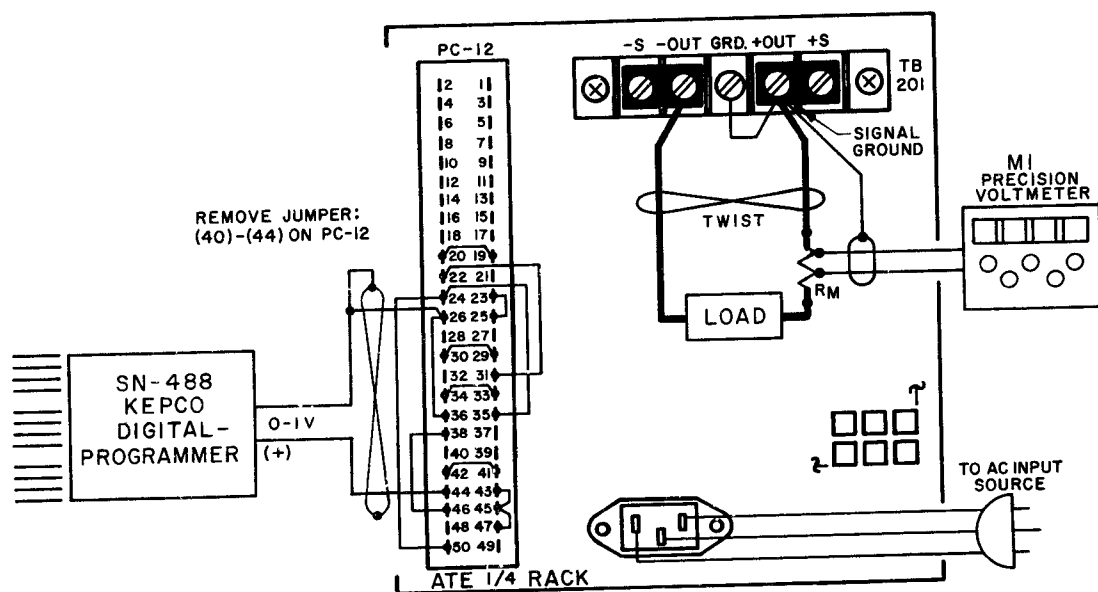 PC-12
2 1
4 3
6 5
8 7
10 9
12 11
14 13
16 15
18 17
20 19
22 21
24 23
26 25
28 27
30 29
32 31
34 33
36 35
38 37
40 39
42 41
44 43
46 45
48 47
50 49
-S -OUT GRD. +OUT +S
TB
201
SIGNAL
GROUND
TWIST
M1
PRECISION
VOLTMETER
RM
LOAD
REMOVE JUMPER:
(40)-(44) ON PC-12
SN-488
KEPCO
DIGITAL-
PROGRAMMER
0-1V
(+)
TO AC INPUT
SOURCE
ATE 1/4 RACK